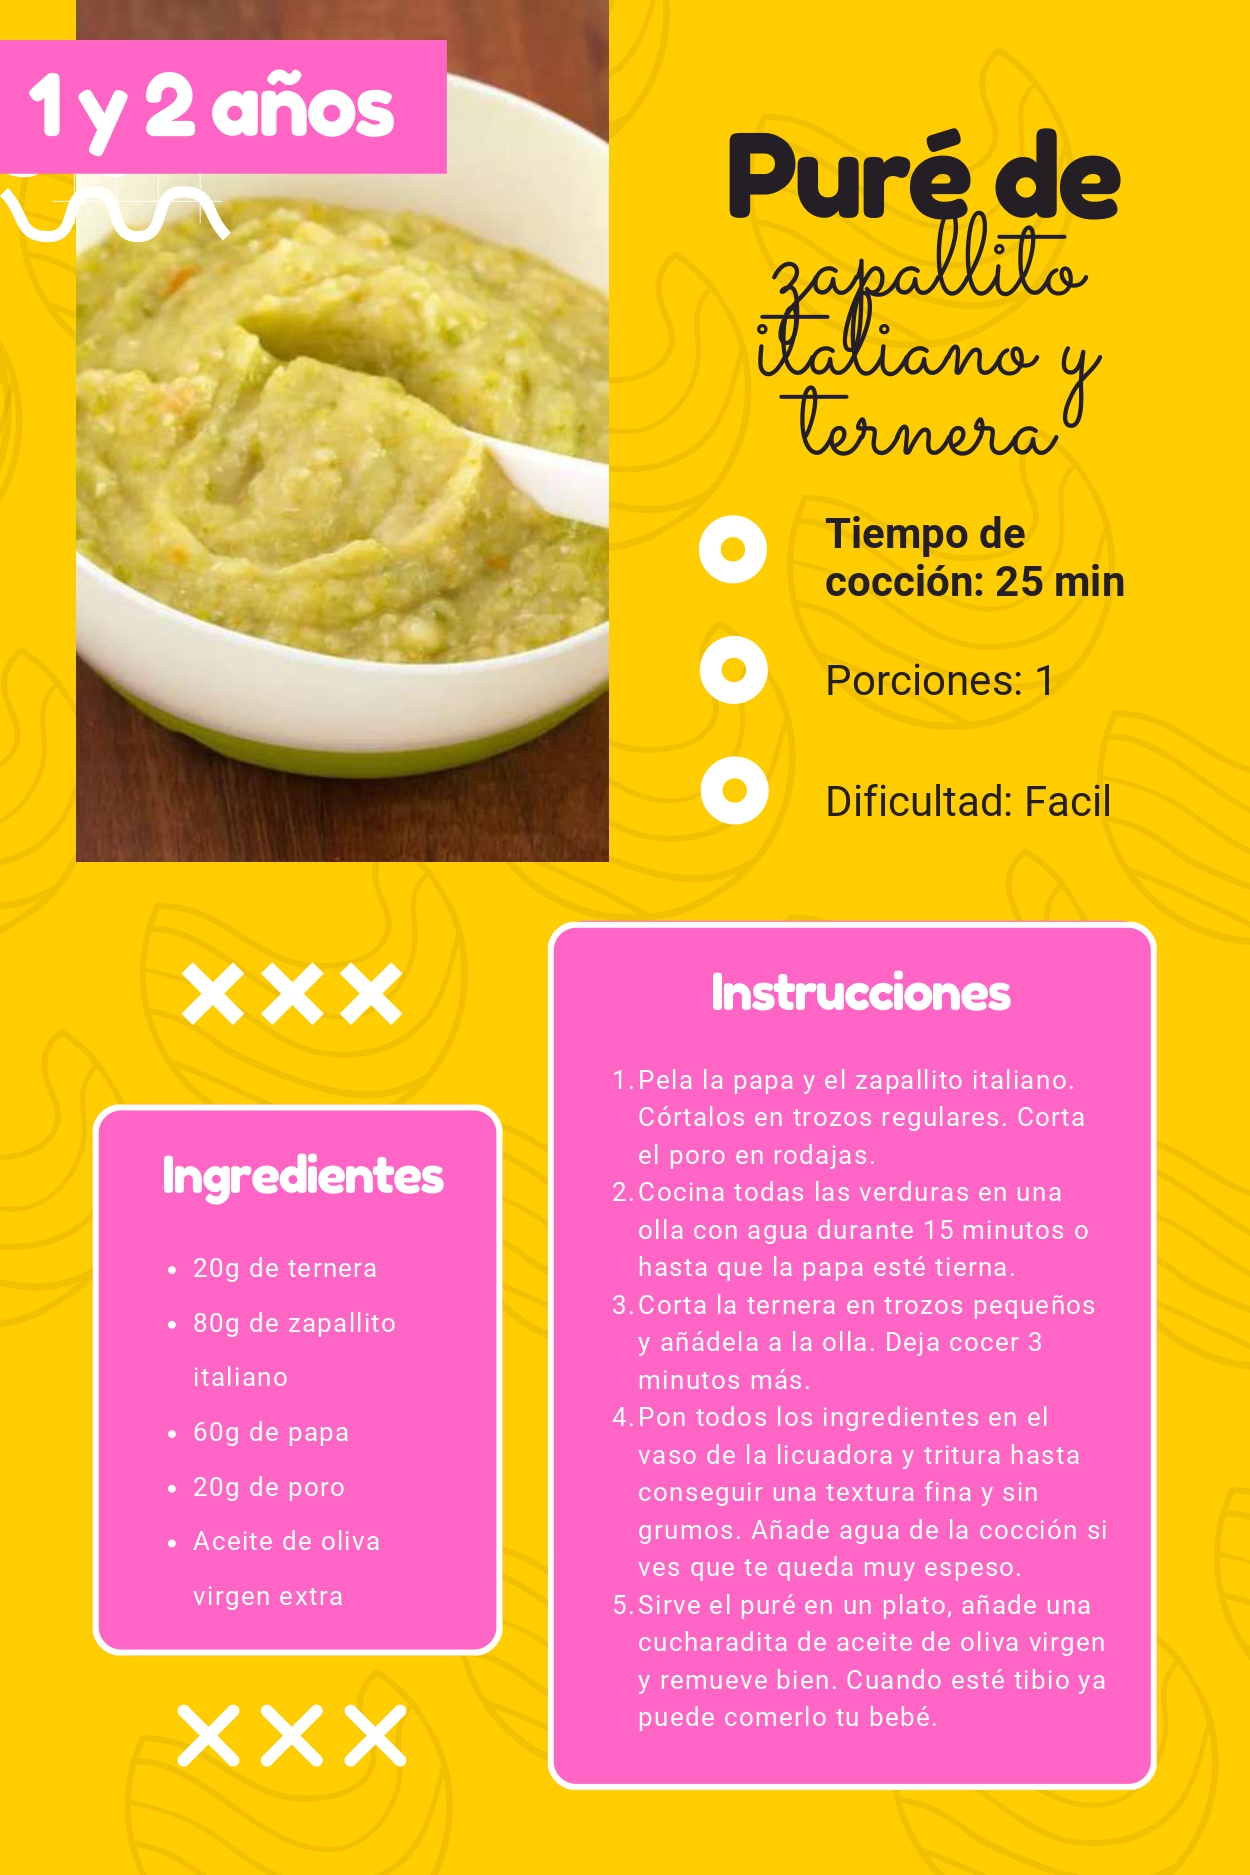 1 y 2 años
Puré de
zapallito
italiano y
ternera
Tiempo de
cocción: 25 min
Porciones: 1
Dificultad: Facil
Ingredientes
• 20g de ternera
• 80g de zapallito
italiano
• 60g de papa
• 20g de poro
• Aceite de oliva
virgen extra
Instrucciones
1. Pela la papa y el zapallito italiano.
Córtalos en trozos regulares. Corta
el poro en rodajas.
2. Cocina todas las verduras en una
olla con agua durante 15 minutos o
hasta que la papa esté tierna.
3. Corta la ternera en trozos pequeños
y añádela a la olla. Deja cocer 3
minutos más.
4. Pon todos los ingredientes en el
vaso de la licuadora y tritura hasta
conseguir una textura fina y sin
grumos. Añade agua de la cocción si
ves que te queda muy espeso.
5. Sirve el puré en un plato, añade una
cucharadita de aceite de oliva virgen
y remueve bien. Cuando esté tibio ya
puede comerlo tu bebé.